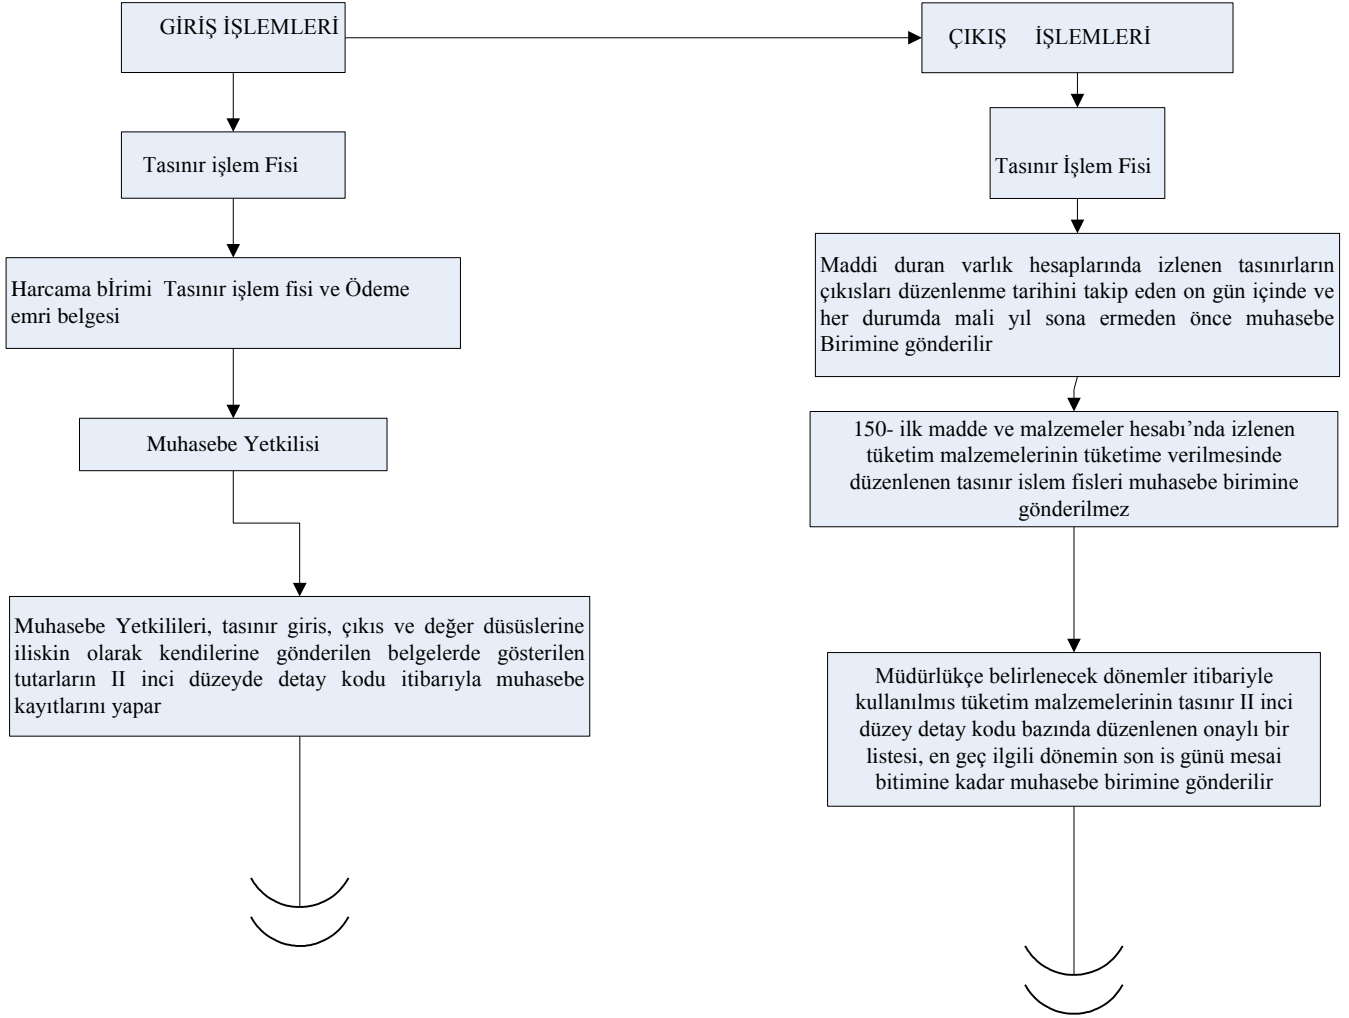 GİRİŞ İŞLEMLERİ
Tasınır işlem Fisi
Harcama bİrimi Tasınır işlem fisi ve Ödeme
emri belgesi
Muhasebe Yetkilisi
Muhasebe Yetkilileri, tasınır giris, çıkıs ve değer düsüslerine
iliskin olarak kendilerine gönderilen belgelerde gösterilen
tutarların II inci düzeyde detay kodu itibarıyla muhasebe
kayıtlarını yapar
ÇIKIŞ İŞLEMLERİ
Tasınır İşlem Fisi
Maddi duran varlık hesaplarında izlenen tasınırların
çıkısları düzenlenme tarihini takip eden on gün içinde ve
her durumda mali yıl sona ermeden önce muhasebe
Birimine gönderilir
150- ilk madde ve malzemeler hesabı’nda izlenen
tüketim malzemelerinin tüketime verilmesinde
düzenlenen tasınır islem fisleri muhasebe birimine
gönderilmez
Müdürlükçe belirlenecek dönemler itibariyle
kullanılmıs tüketim malzemelerinin tasınır II inci
düzey detay kodu bazında düzenlenen onaylı bir
listesi, en geç ilgili dönemin son is günü mesai
bitimine kadar muhasebe birimine gönderilir